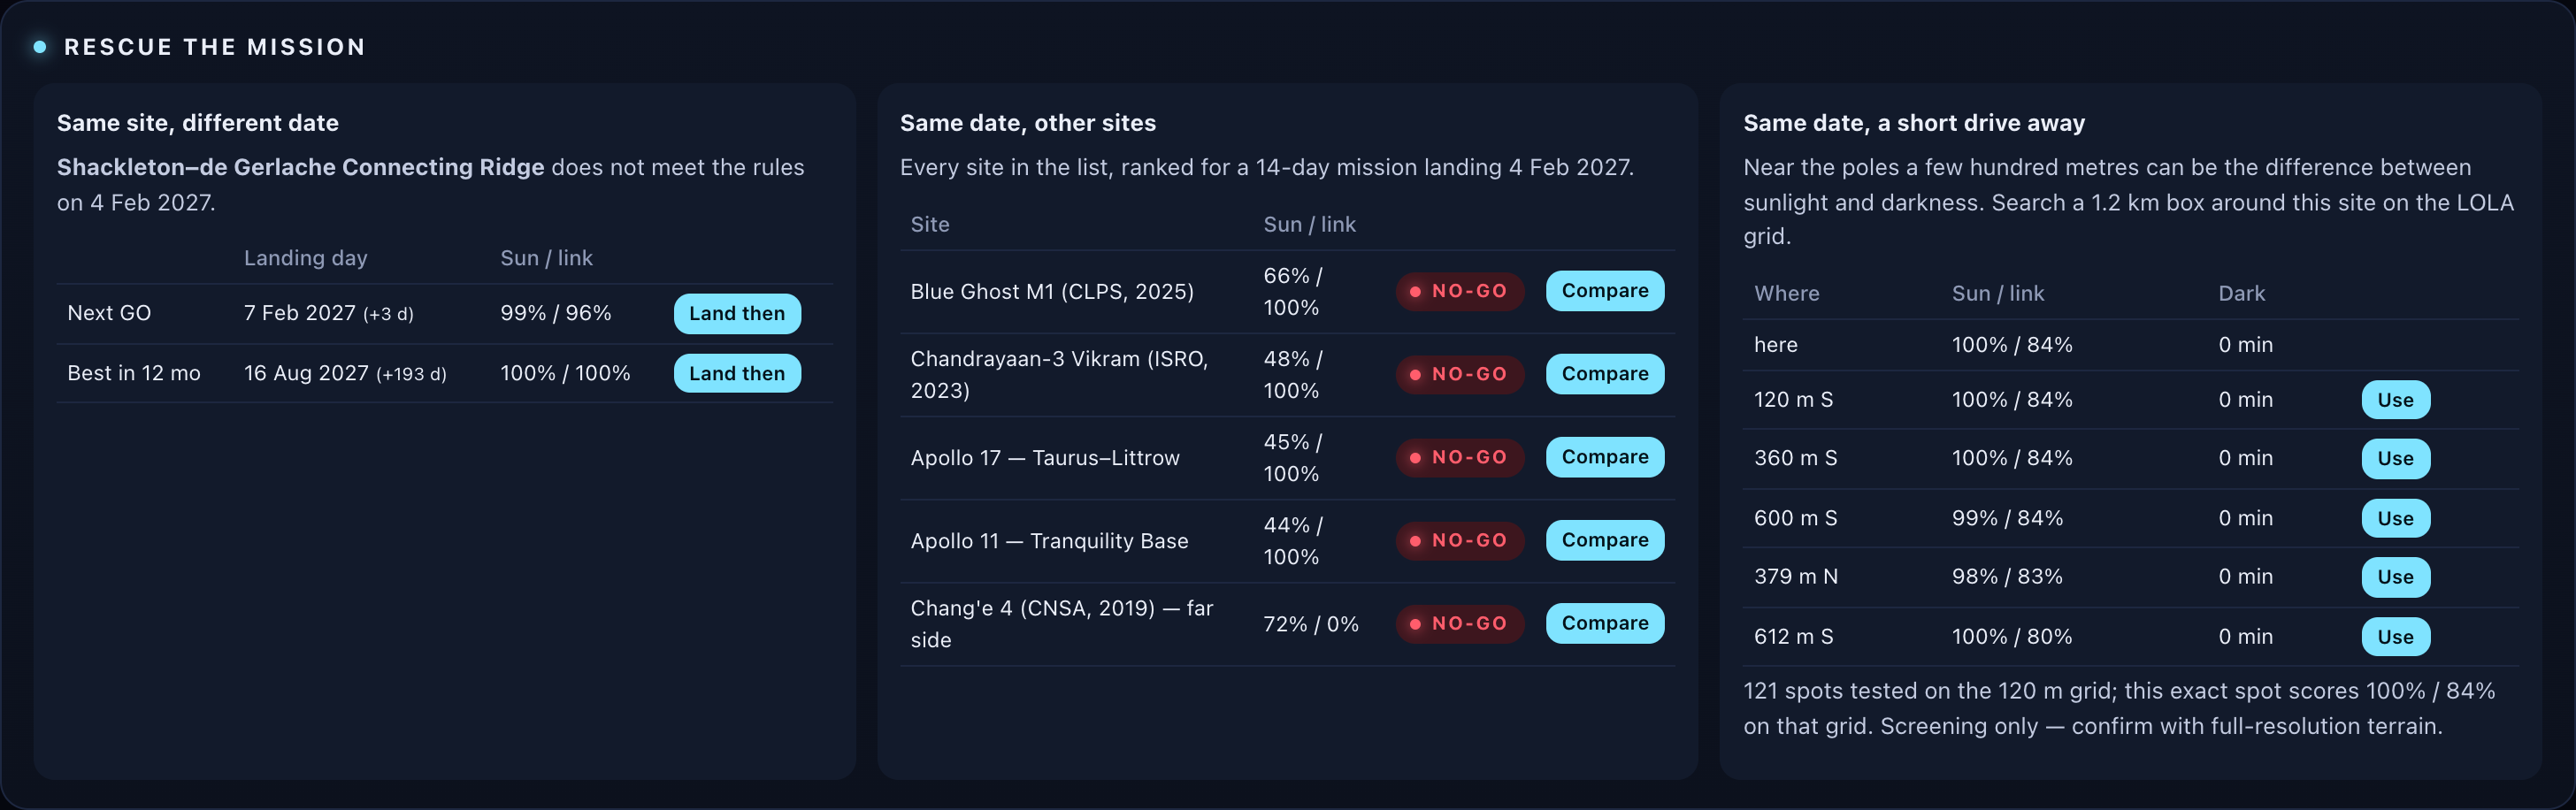 RESCUE THE MISSION
Same site, different date
Shackleton–de Gerlache Connecting Ridge does not meet the rules
on 4 Feb 2027.
Landing day Sun / link
Next GO 7 Feb 2027 (+3 d) 99% / 96% Land then
Best in 12 mo 16 Aug 2027 (+193 d) 100% / 100% Land then
Same date, other sites
Every site in the list, ranked for a 14-day mission landing 4 Feb 2027.
Site Sun / link
Blue Ghost M1 (CLPS, 2025) 66% /
100% NO-GO Compare
Chandrayaan-3 Vikram (ISRO,
2023) 48% /
100% NO-GO Compare
Apollo 17 — Taurus–Littrow 45% /
100% NO-GO Compare
Apollo 11 — Tranquility Base 44% /
100% NO-GO Compare
Chang'e 4 (CNSA, 2019) — far
side 72% / 0% NO-GO Compare
Same date, a short drive away
Near the poles a few hundred metres can be the difference between
sunlight and darkness. Search a 1.2 km box around this site on the LOLA
grid.
Where Sun / link Dark
here 100% / 84% 0 min
120 m S 100% / 84% 0 min Use
360 m S 100% / 84% 0 min Use
600 m S 99% / 84% 0 min Use
379 m N 98% / 83% 0 min Use
612 m S 100% / 80% 0 min Use
121 spots tested on the 120 m grid; this exact spot scores 100% / 84%
on that grid. Screening only — confirm with full-resolution terrain.